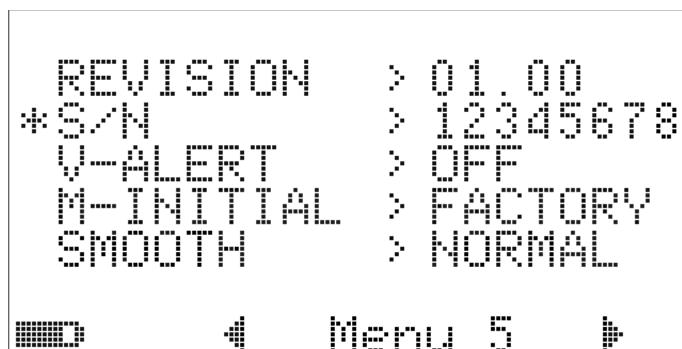 REVISION > 01.00
*S/N > 12345678
V-ALERT > OFF
M-INITIAL > FACTORY
SMOOTH > NORMAL
Menu 5